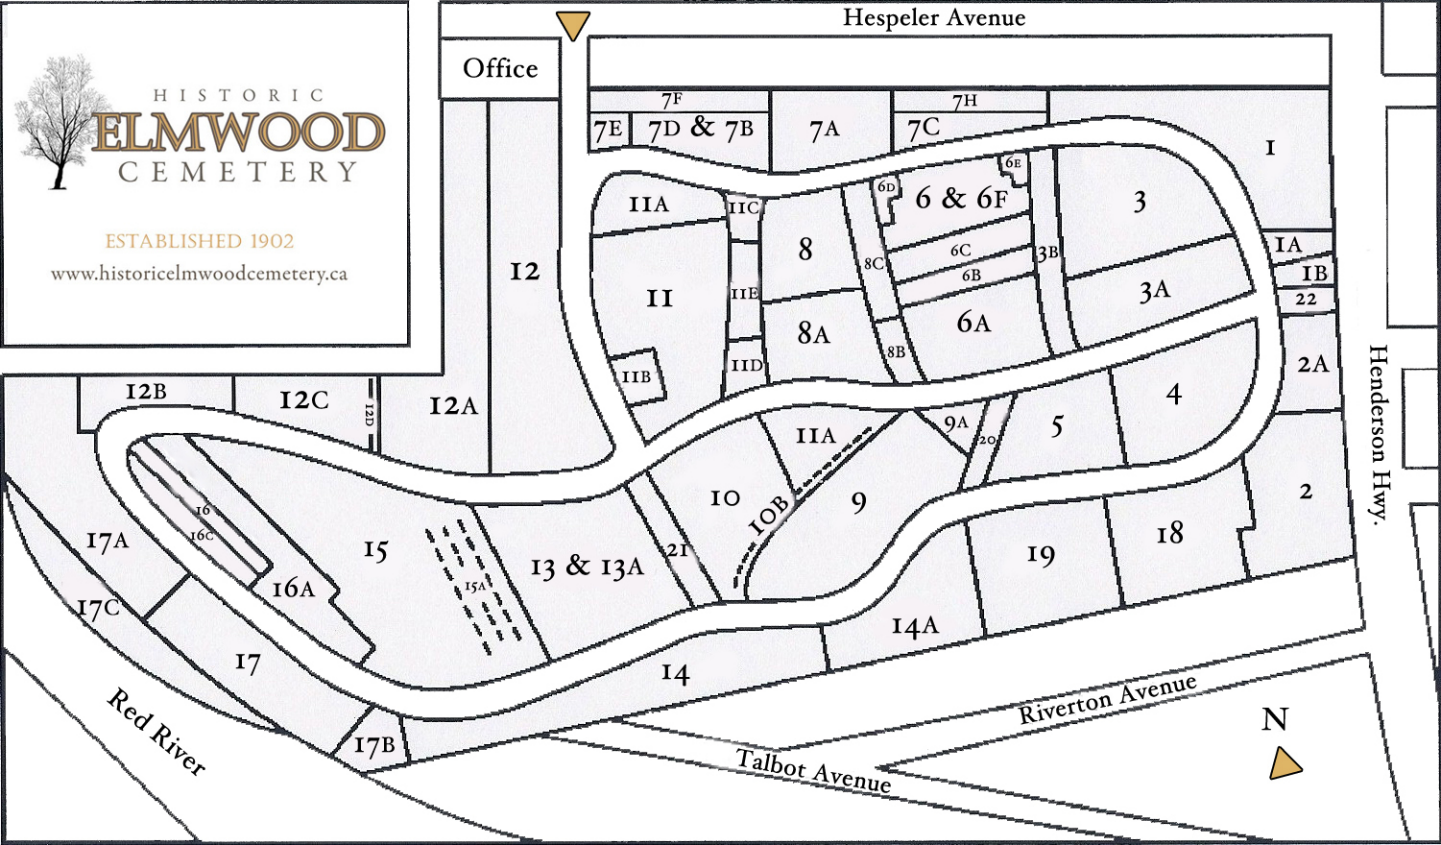 Hespeler Avenue
Office
HISTORIC
ELMWOOD
CEMETERY
ESTABLISHED 1902
www.historicelmwoodcemetery.ca
7F
7H
7E
7D & 7B
7A
7C
1
6E
6D
11A
11C
6 & 6F
3
8
6C
3B
1A
8C
12
6B
1B
11
11E
3A
22
8A
6A
8B
11D
2A
11B
12B
12C
12D
12A
4
11A
9A
5
20
Henderson Hwy.
10
9
2
16
10B
16C
17A
15
21
18
13 & 13A
19
15A
16A
17C
14A
17
14
Red River
17B
Riverton Avenue
Talbot Avenue
N